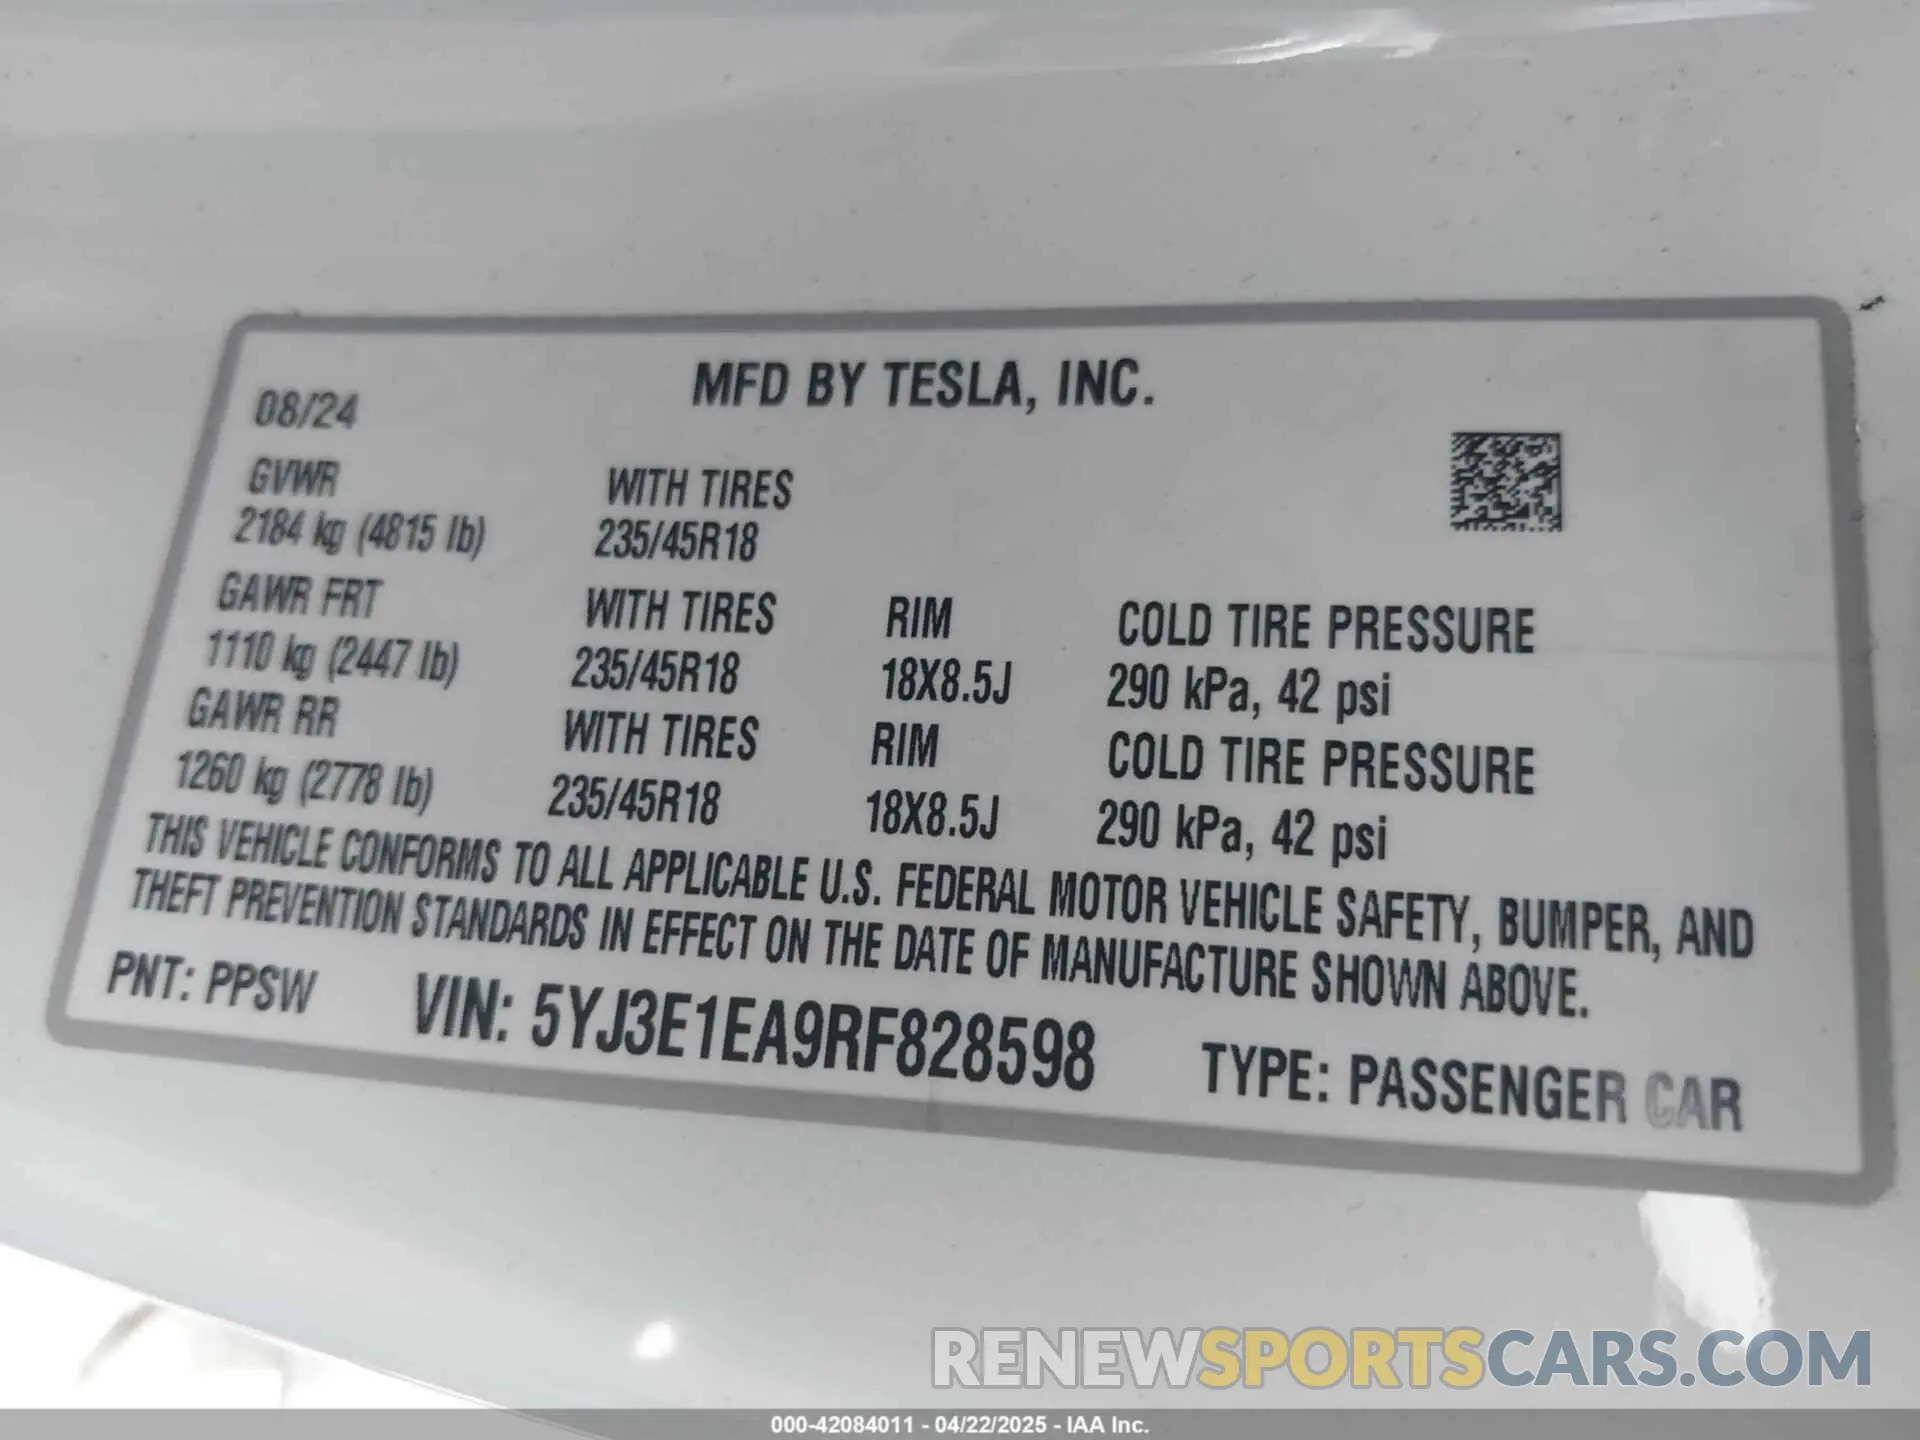 MFD BY TESLA, INC.
08/24
GVWR WITH TIRES
2184 kg (4815 lb) 235/45R18
GAWR FRT WITH TIRES RIM COLD TIRE PRESSURE
1110 kg (2447 lb) 235/45R18 18X8.5J 290 kPa, 42 psi
GAWR RR WITH TIRES RIM COLD TIRE PRESSURE
1260 kg (2778 lb) 235/45R18 18X8.5J 290 kPa, 42 psi
THIS VEHICLE CONFORMS TO ALL APPLICABLE U.S. FEDERAL MOTOR VEHICLE SAFETY, BUMPER, AND
THEFT PREVENTION STANDARDS IN EFFECT ON THE DATE OF MANUFACTURE SHOWN ABOVE.
PNT: PPSW VIN: 5YJ3E1EA9RF828598 TYPE: PASSENGER CAR
RENEWSPORTSCARS.COM
000-42084011 - 04/22/2025 - IAA Inc.